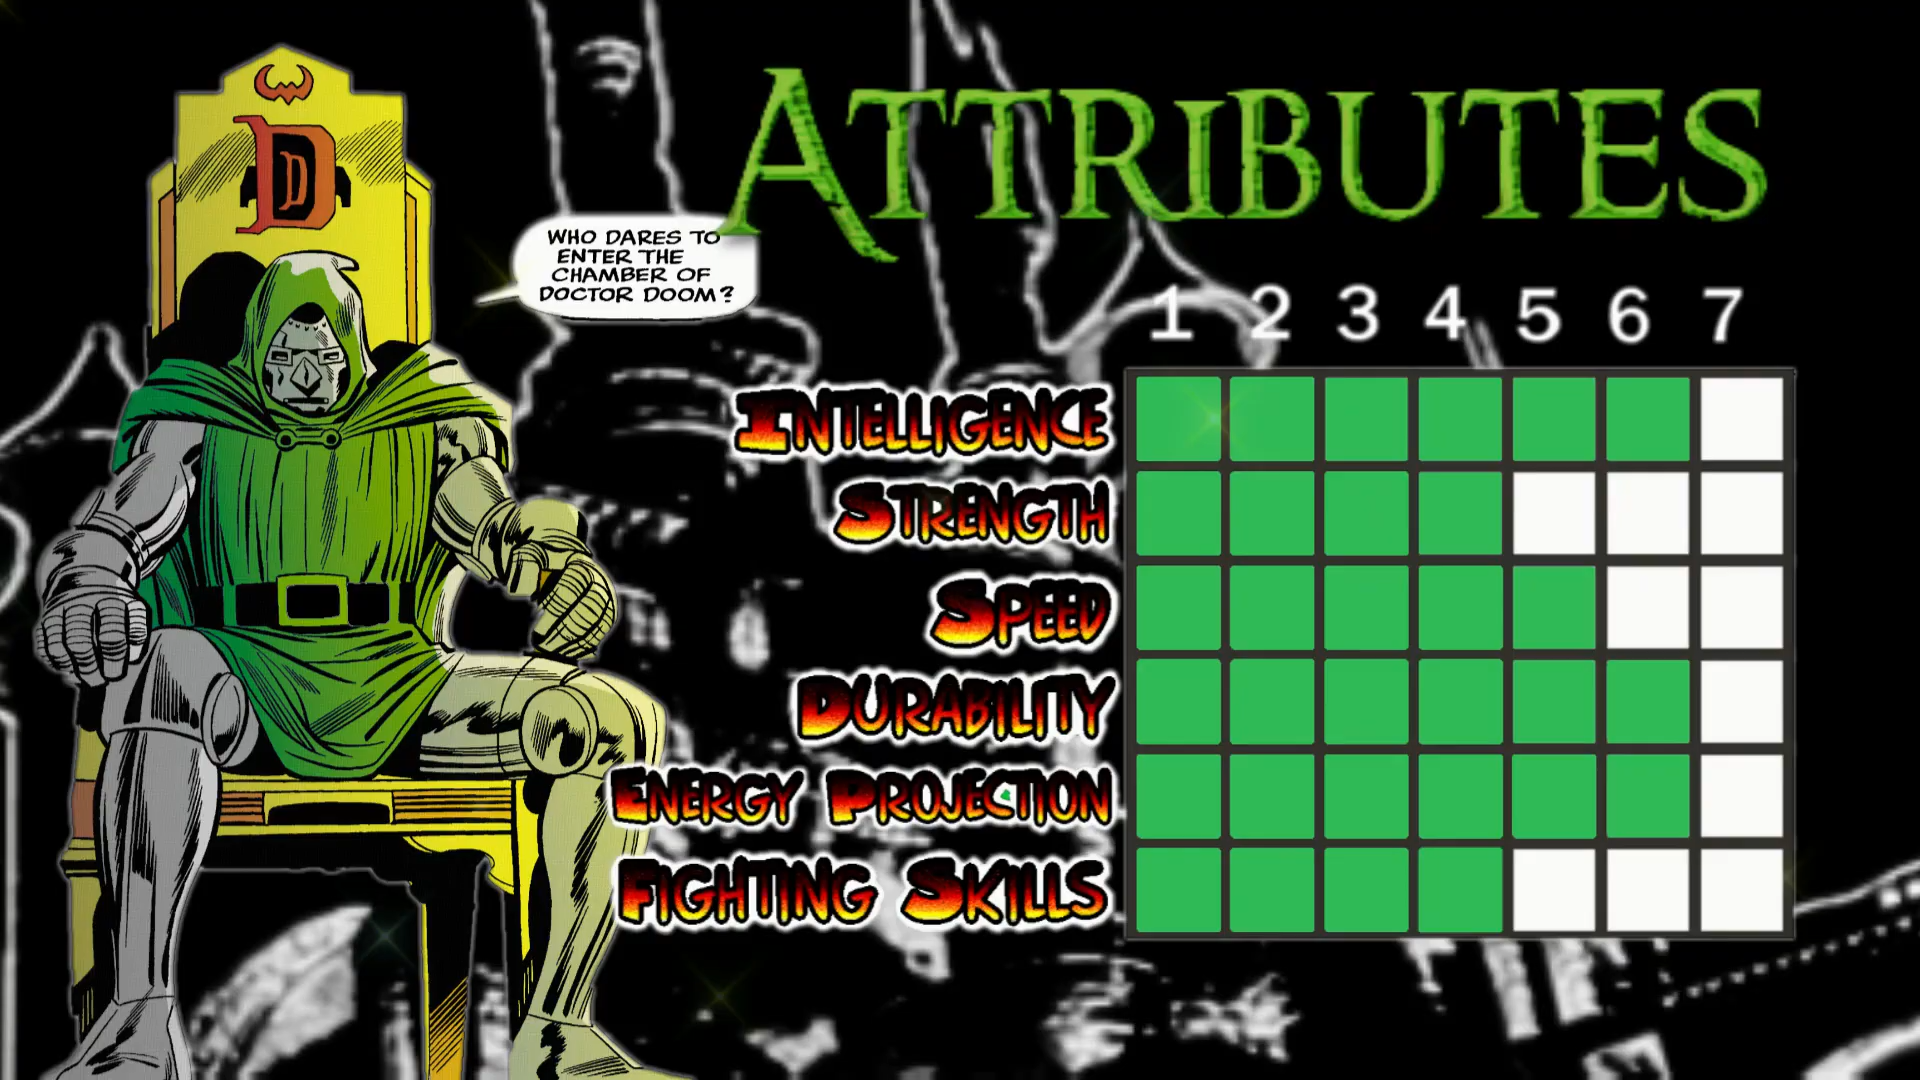 ATTRIBUTES
D
D
WHO DARES TO
ENTER THE
CHAMBER OF
DOCTOR DOOM?
1 2 3 4 5 6 7
INTELLIGENCE
STRENGTH
SPEED
DURABILITY
ENERGY PROJECTION
FIGHTING SKILLS